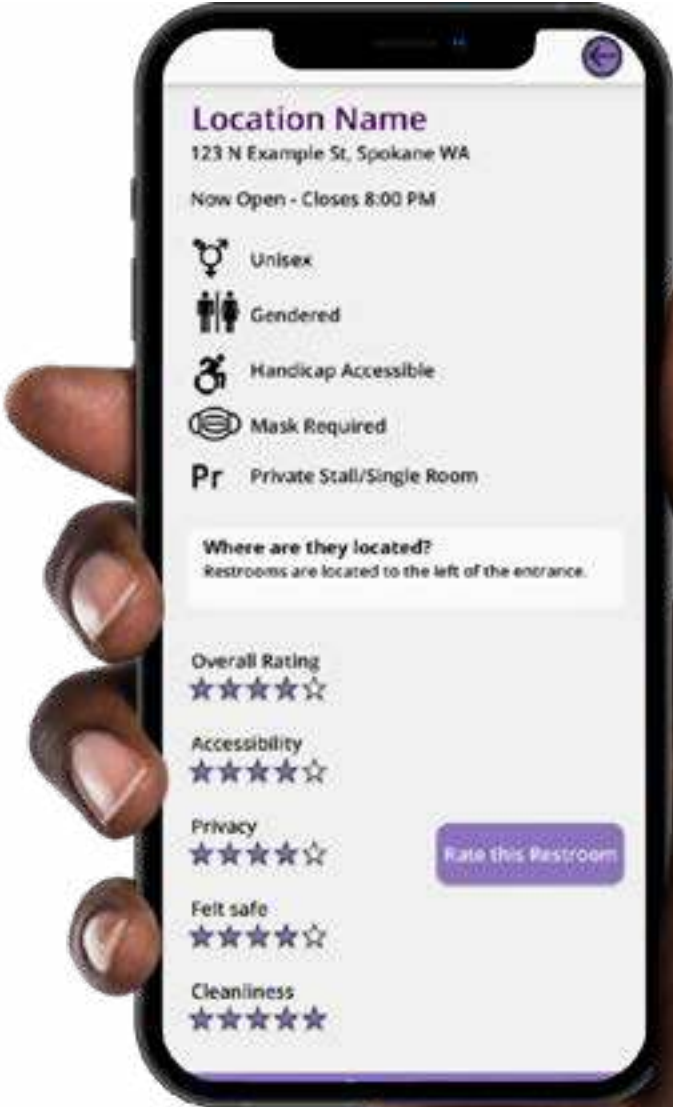 Location Name
123 N Example St, Spokane WA
Now Open - Closes 8:00 PM
Unisex
Gendered
Handicap Accessible
Mask Required
Pr Private Stall/Single Room
Where are they located?
Restrooms are located to the left of the entrance.
Overall Rating
Accessibility
Privacy
Rate this Restroom
Felt safe
Cleanliness